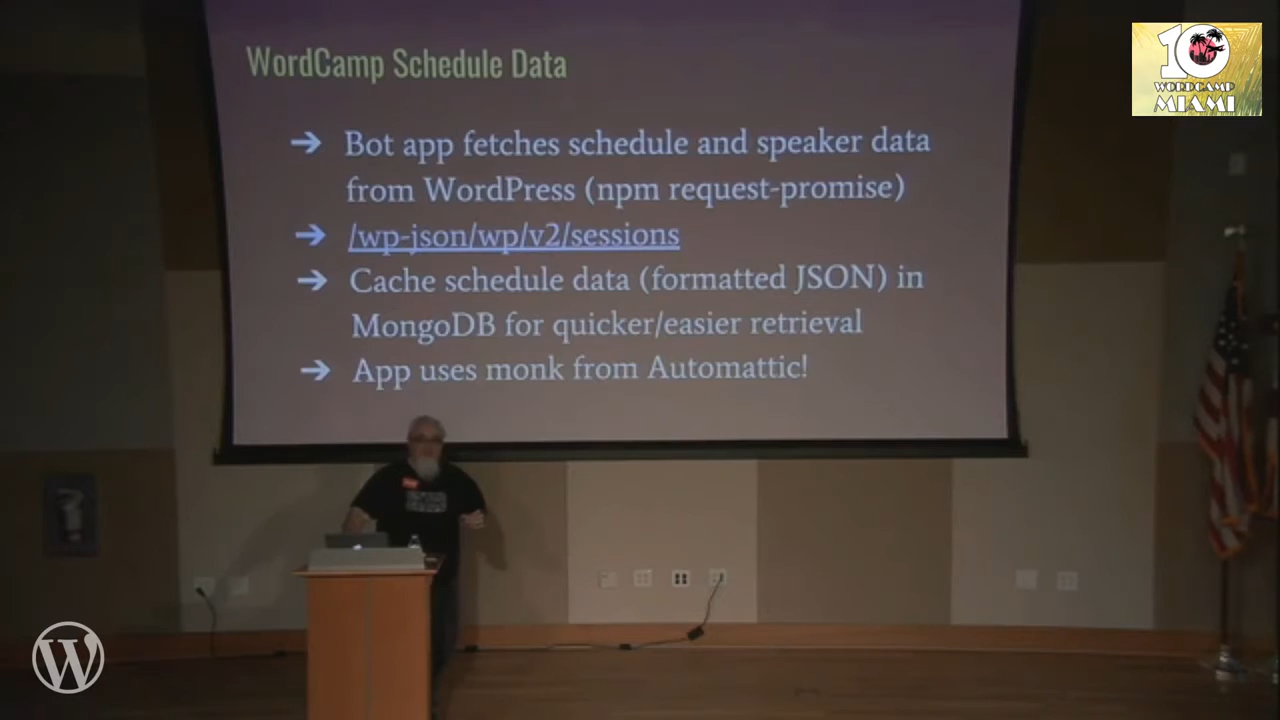 WordCamp Schedule Data
➔ Bot app fetches schedule and speaker data
from WordPress (npm request-promise)
➔ /wp-json/wp/v2/sessions
➔ Cache schedule data (formatted JSON) in
MongoDB for quicker/easier retrieval
➔ App uses monk from Automattic!
10
WORDCAMP
MIAMI
W